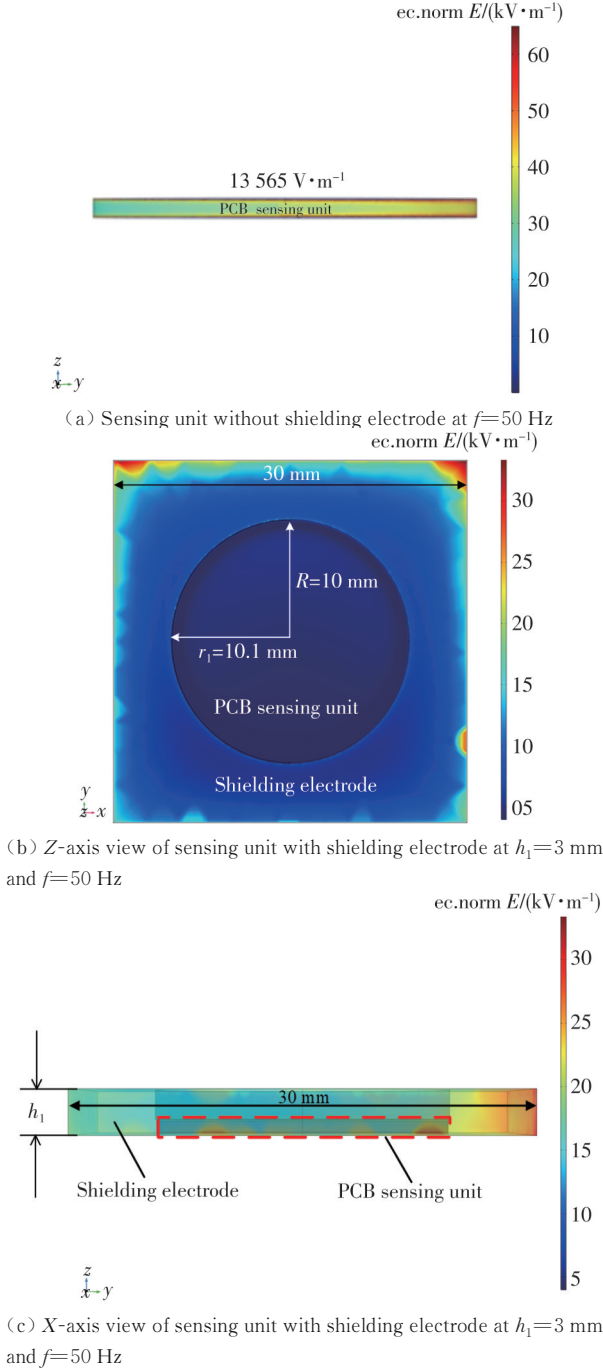 ec.norm E/(kV·m⁻¹)
60
50
40
30
20
10
13 565 V·m⁻¹
PCB sensing unit
z
x y
(a) Sensing unit without shielding electrode at f=50 Hz
ec.norm E/(kV·m⁻¹)
30 mm
30
25
20
15
10
05
R=10 mm
r₁=10.1 mm
PCB sensing unit
Shielding electrode
y
z x
(b) Z-axis view of sensing unit with shielding electrode at h₁=3 mm
and f=50 Hz
ec.norm E/(kV·m⁻¹)
30
25
20
15
10
5
30 mm
h₁
Shielding electrode
PCB sensing unit
z
x y
(c) X-axis view of sensing unit with shielding electrode at h₁=3 mm
and f=50 Hz